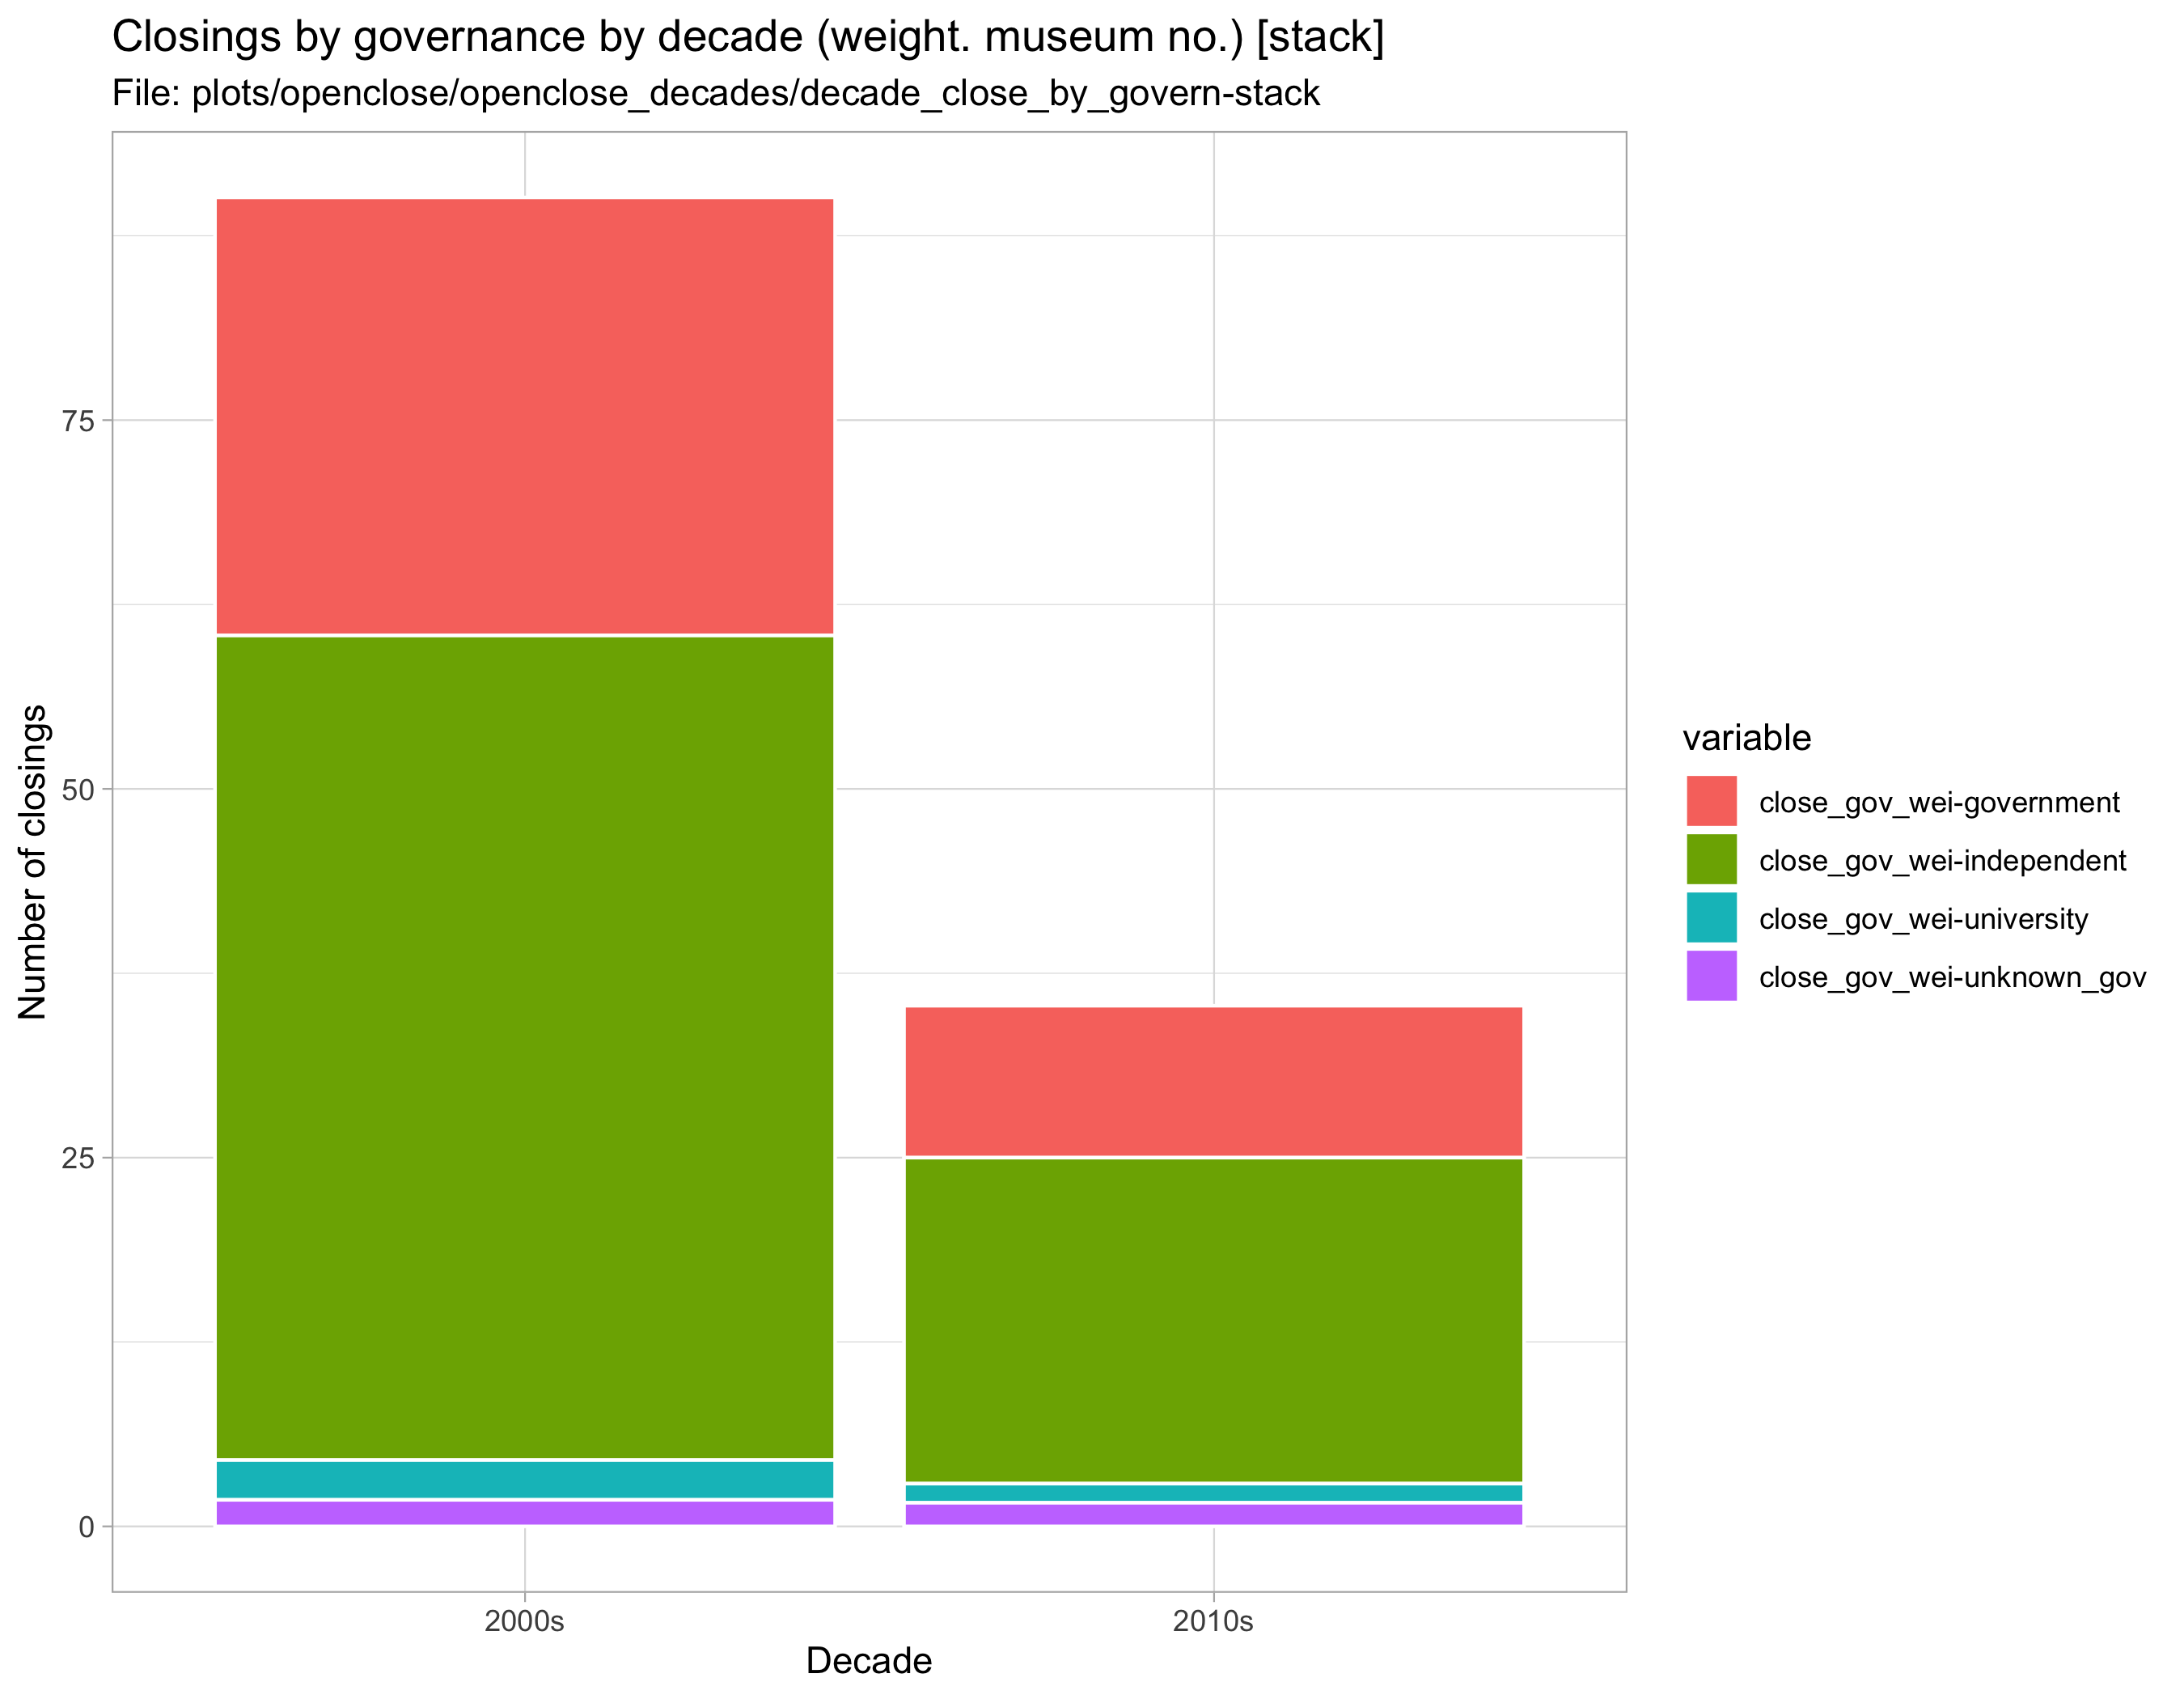 Closings by governance by decade (weight. museum no.) [stack]
File: plots/openclose/openclose_decades/decade_close_by_govern-stack
Number of closings
75
50
25
0
2000s
2010s
Decade
variable
close_gov_wei-government
close_gov_wei-independent
close_gov_wei-university
close_gov_wei-unknown_gov